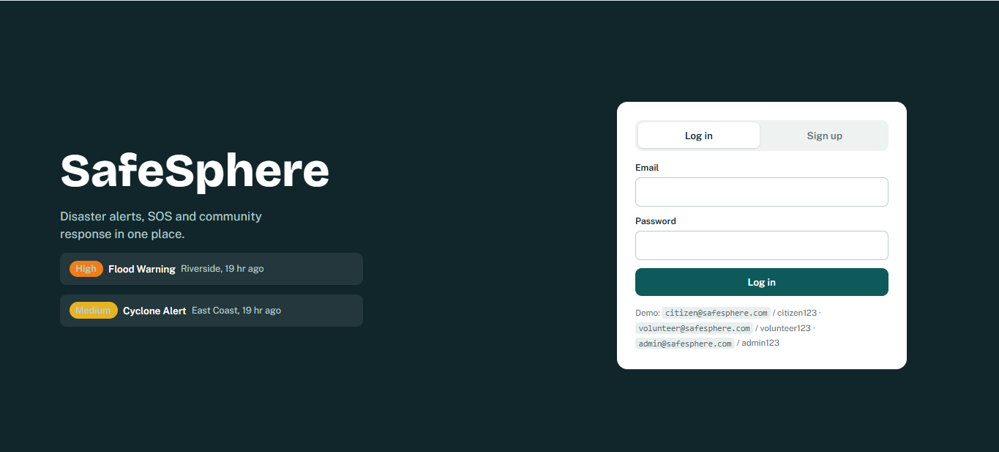 SafeSphere
Disaster alerts, SOS and community
response in one place.
High Flood Warning Riverside, 19 hr ago
Medium Cyclone Alert East Coast, 19 hr ago
Log in Sign up
Email
Password
Log in
Demo: citizen@safesphere.com / citizen123 ·
volunteer@safesphere.com / volunteer123 ·
admin@safesphere.com / admin123